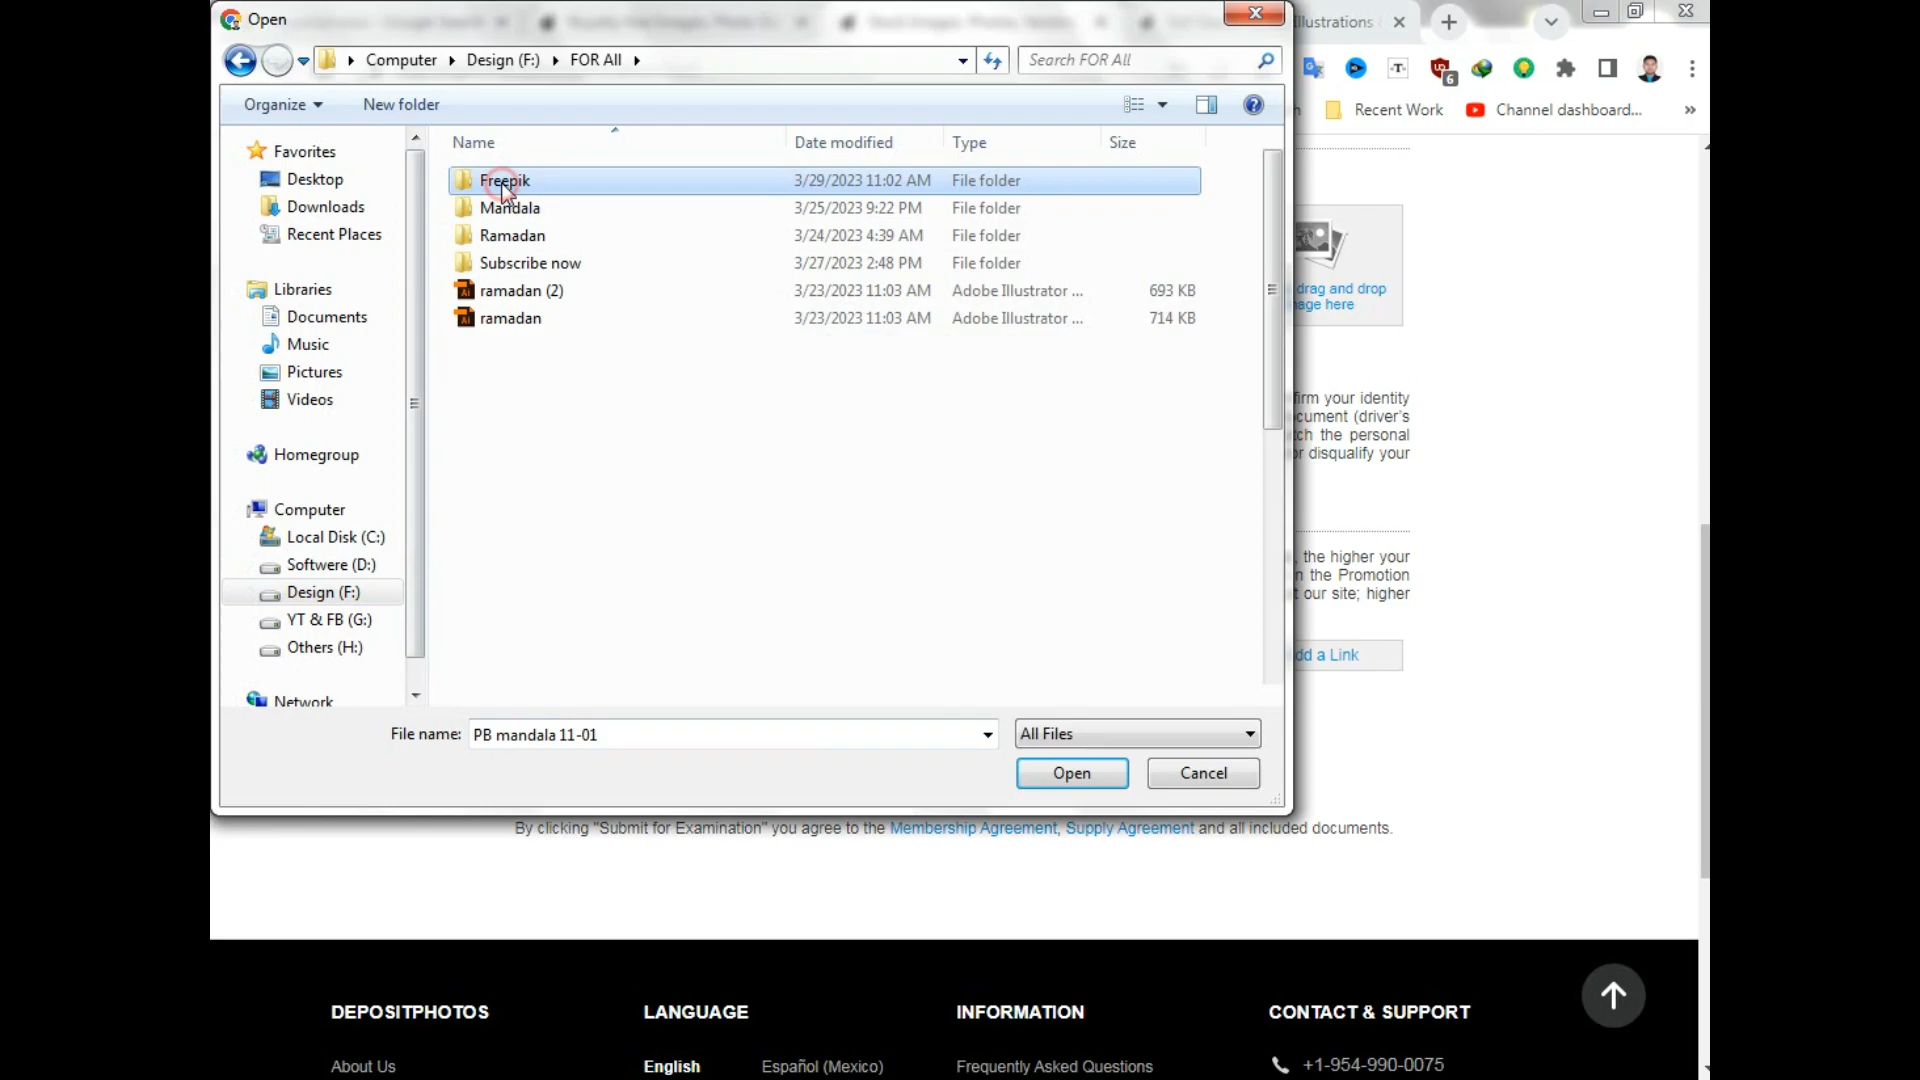 Open
Illustrations
Computer
Design (F:)
FOR All
Search FOR All
6
Recent Work
Channel dashboard...
Organize
New folder
Name
Date modified
Type
Size
Favorites
Desktop
Downloads
Recent Places
Libraries
Documents
Music
Pictures
Videos
Homegroup
Computer
Local Disk (C:)
Softwere (D:)
Design (F:)
YT & FB (G:)
Others (H:)
Network
Freepik 3/29/2023 11:02 AM File folder
Mandala 3/25/2023 9:22 PM File folder
Ramadan 3/24/2023 4:39 AM File folder
Subscribe now 3/27/2023 2:48 PM File folder
ramadan (2) 3/23/2023 11:03 AM Adobe Illustrator ... 693 KB
ramadan 3/23/2023 11:03 AM Adobe Illustrator ... 714 KB
drag and drop
here
your identity
(driver's
the personal
disqualify your
, the higher your
the Promotion
our site; higher
a Link
File name: PB mandala 11-01
All Files
Open
Cancel
By clicking "Submit for Examination" you agree to the Membership Agreement, Supply Agreement and all included documents.
DEPOSITPHOTOS
LANGUAGE
INFORMATION
CONTACT & SUPPORT
About Us
English
Español (Mexico)
Frequently Asked Questions
+1-954-990-0075